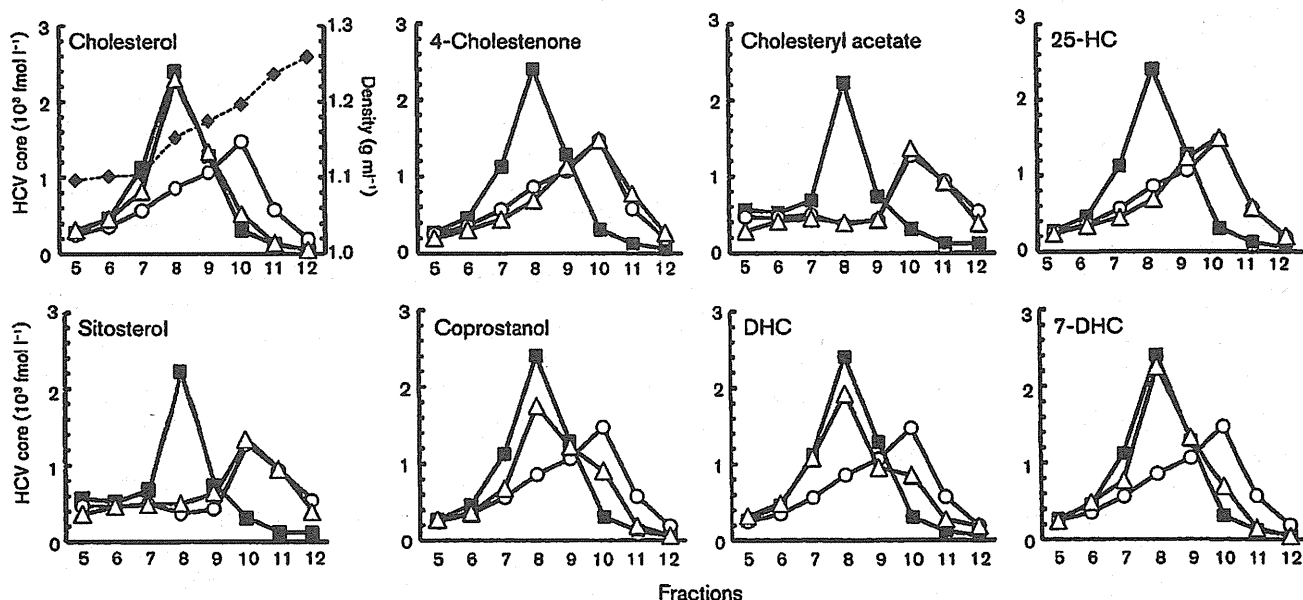 Cholesterol
4-Cholestenone
Cholesteryl acetate
25-HC
HCV core (10³ fmol l⁻¹)
3
2
1
0
1.3
1.2
1.1
1.0
Density (g ml⁻¹)
5 6 7 8 9 10 11 12
3
2
1
0
5 6 7 8 9 10 11 12
3
2
1
0
5 6 7 8 9 10 11 12
3
2
1
0
5 6 7 8 9 10 11 12
Sitosterol
Coprostanol
DHC
7-DHC
HCV core (10³ fmol l⁻¹)
3
2
1
0
5 6 7 8 9 10 11 12
3
2
1
0
5 6 7 8 9 10 11 12
3
2
1
0
5 6 7 8 9 10 11 12
3
2
1
0
5 6 7 8 9 10 11 12
Fractions